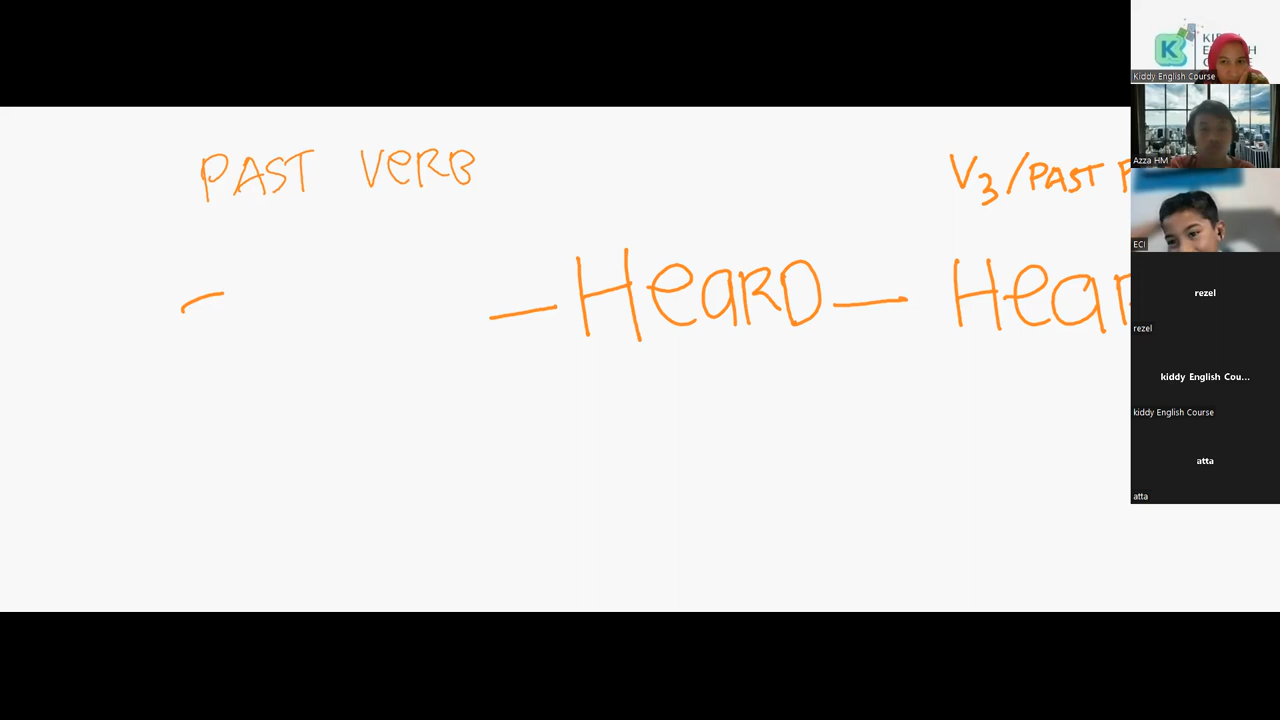 PAST VERB
V3/PAST
— HeARD — Hear
KIDDY
Kiddy English Course
Azza HM
ECI
rezel
rezel
kiddy English Cou...
kiddy English Course
atta
atta